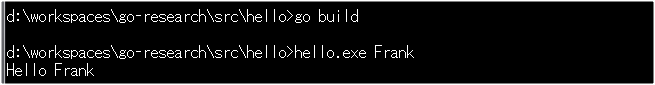 d:\workspaces\go-research\src\hello>go build
d:\workspaces\go-research\src\hello>hello.exe Frank
Hello Frank